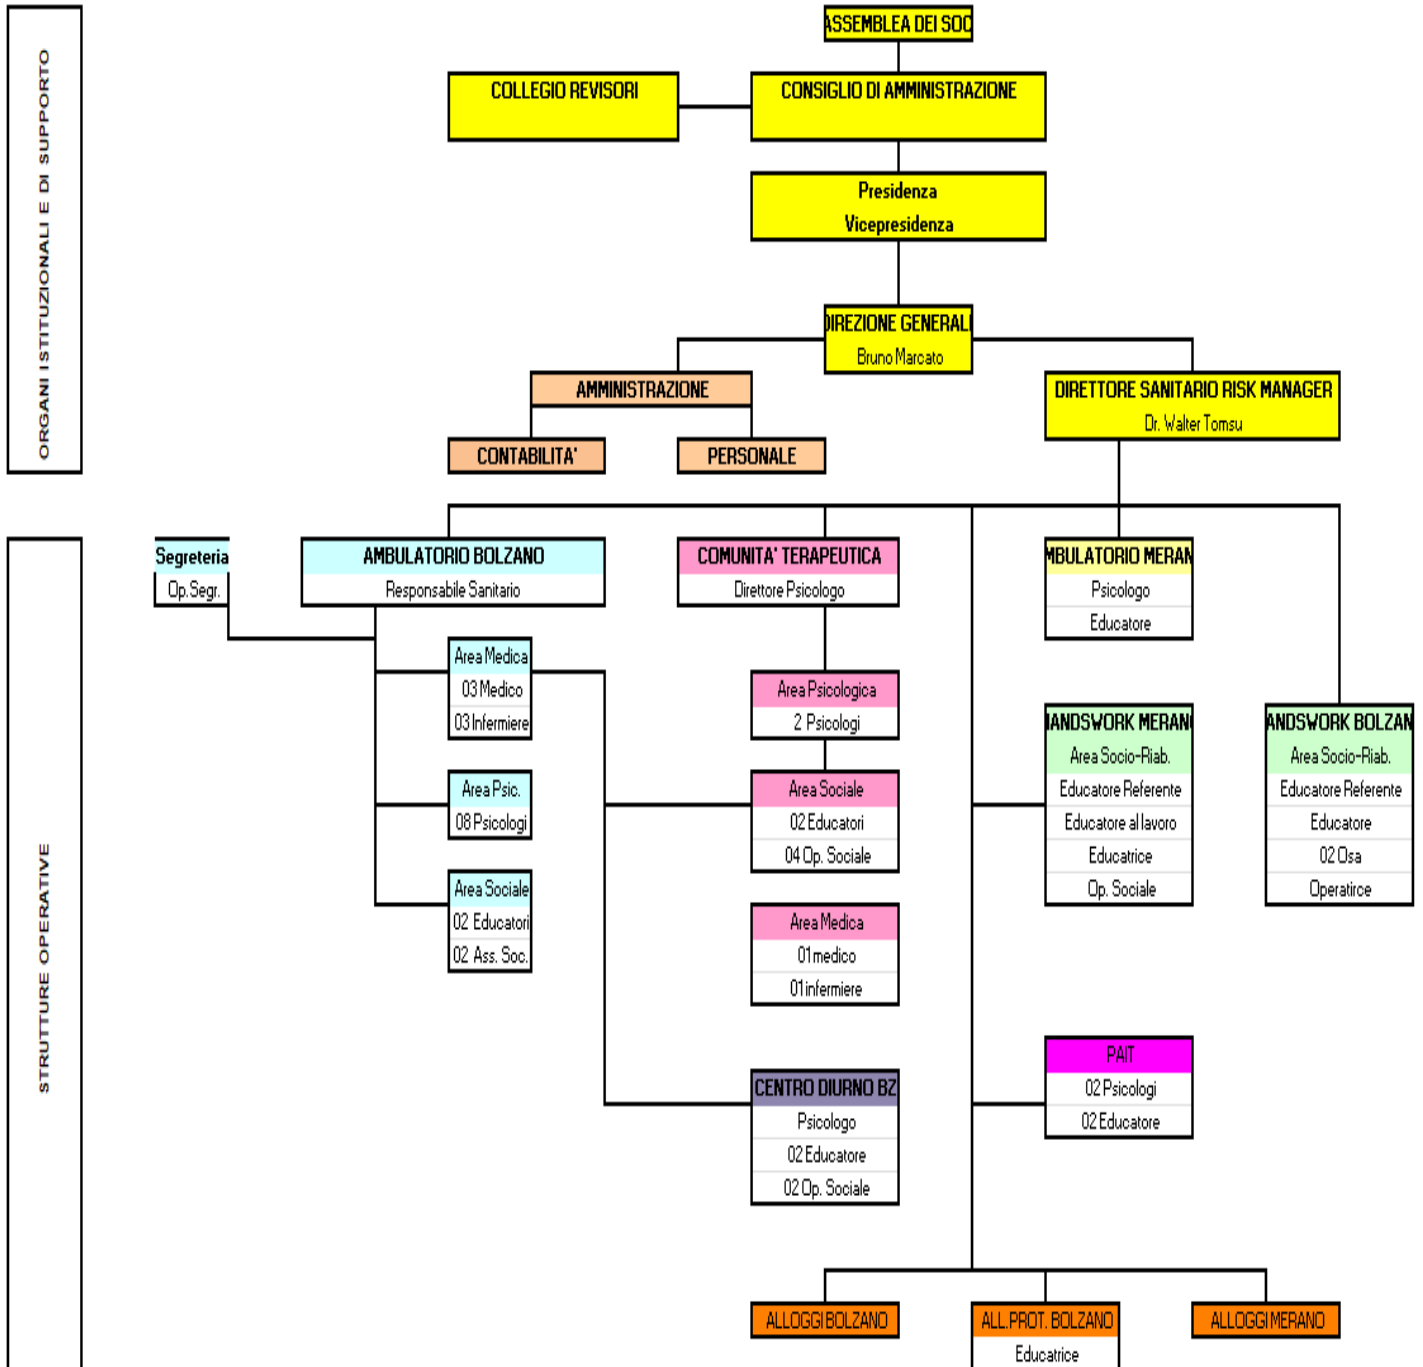 ORGANI ISTITUZIONALI E DI SUPPORTO
ASSEMBLEA DEI SOC
COLLEGIO REVISORI
CONSIGLIO DI AMMINISTRAZIONE
Presidenza
Vicepresidenza
DIREZIONE GENERALI
Bruno Marcato
AMMINISTRAZIONE
CONTABILITA'
PERSONALE
DIRETTORE SANITARIO RISK MANAGER
Dr. Walter Tomsu
STRUTTURE OPERATIVE
Segreteria
Op.Segr.
AMBULATORIO BOLZANO
Responsabile Sanitario
Area Medica
03 Medico
03 Infermiere
Area Psic.
08 Psicologi
Area Sociale
02 Educatori
02 Ass. Soc.
COMUNITA' TERAPEUTICA
Direttore Psicologo
Area Psicologica
2 Psicologi
Area Sociale
02 Educatori
04 Op. Sociale
Area Medica
01 medico
01 infermiere
CENTRO DIURNO BZ
Psicologo
02 Educatore
02 Op. Sociale
MBULATORIO MERAN
Psicologo
Educatore
HANDSWORK MERAN
Area Socio-Riab.
Educatore Referente
Educatore al lavoro
Educatrice
Op. Sociale
ANDSWORK BOLZAN
Area Socio-Riab.
Educatore Referente
Educatore
02 Osa
Operatirce
PAIT
02 Psicologi
02 Educatore
ALLOGGI BOLZANO
ALL.PROT. BOLZANO
Educatrice
ALLOGGI MERANO